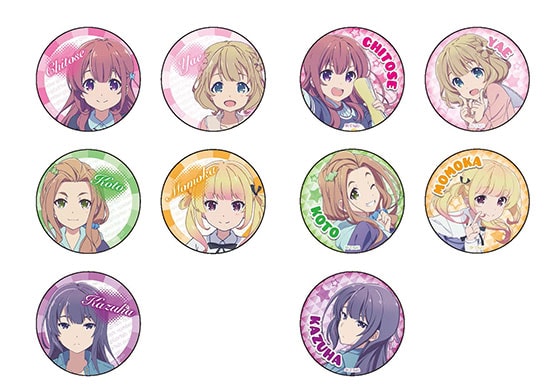 Chitose
Yae
CHITOSE
YAE
Koto
Momoka
KOTO
MOMOKA
Kazuha
KAZUHA